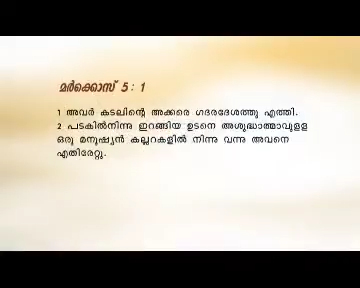 മർക്കൊസ് 5 : 1
1 അവർ കടലിന്റെ അക്കരെ ഗദരദേശത്തു എത്തി.
2 പടകിൽനിന്നു ഇറങ്ങിയ ഉടനെ അശുദ്ധാത്മാവുള്ള
ഒരു മനുഷ്യൻ കല്ലറകളിൽ നിന്നു വന്നു അവനെ
എതിരേറ്റു.